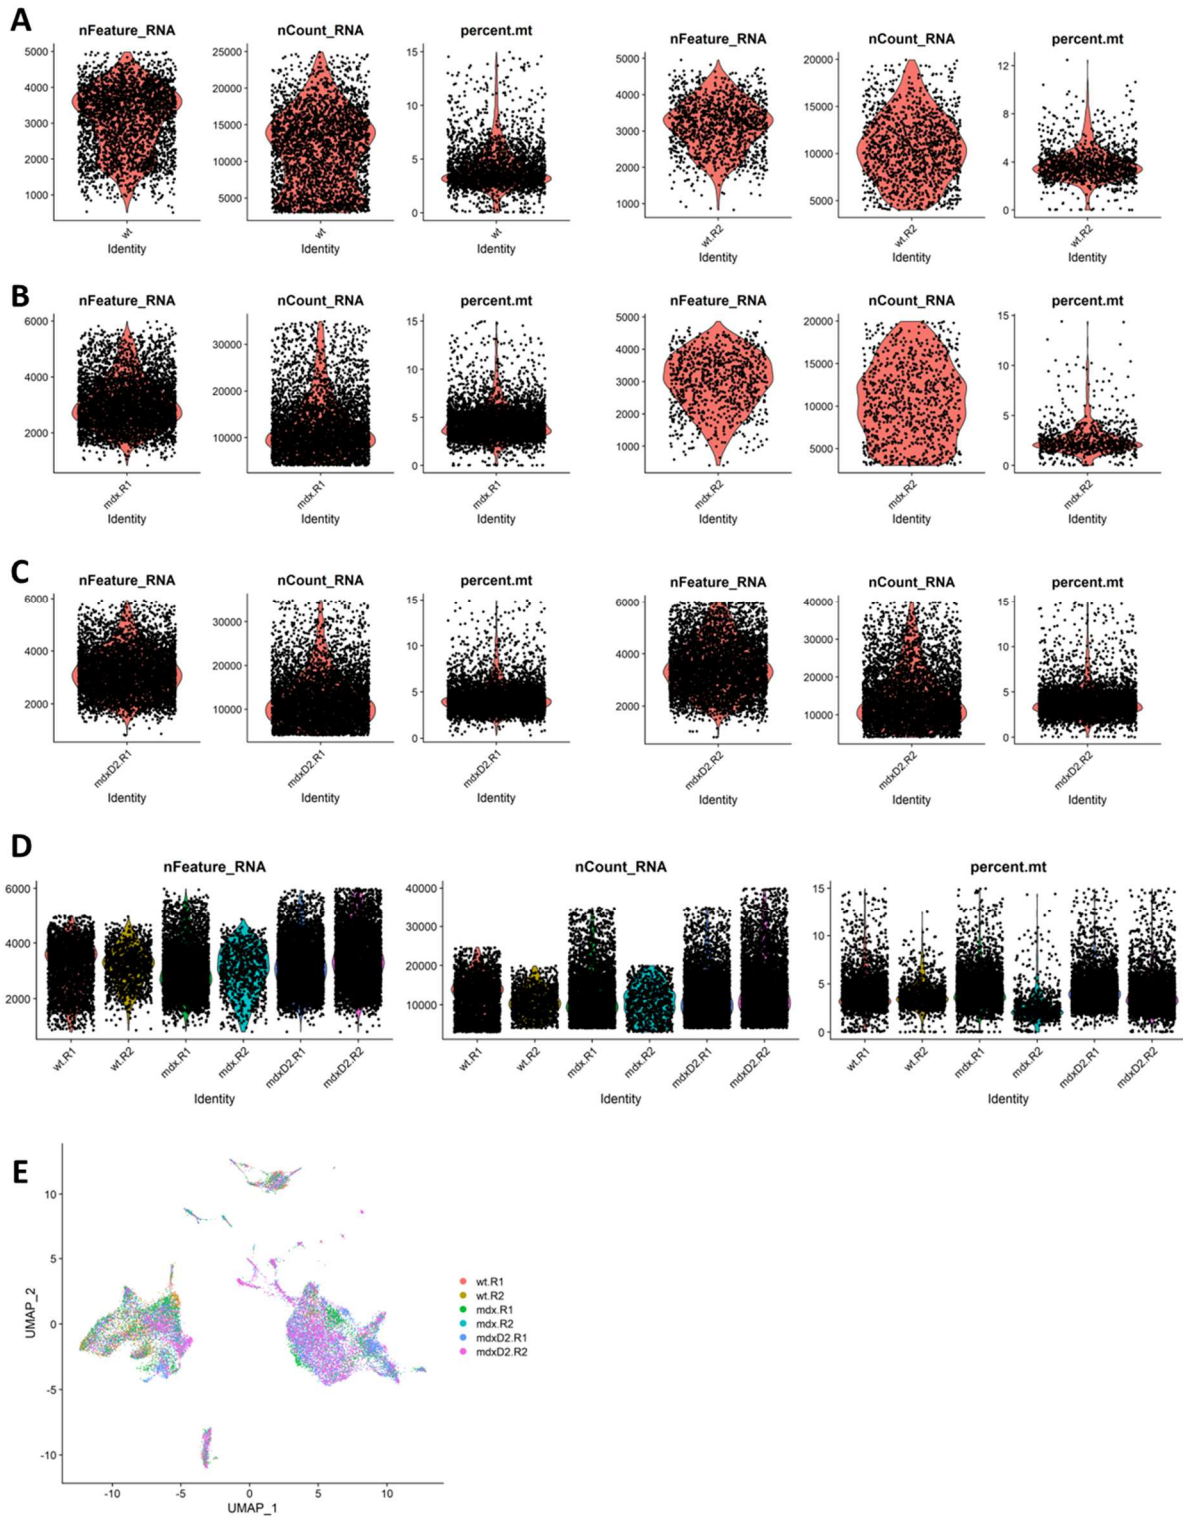 A
nFeature_RNA nCount_RNA percent.mt nFeature_RNA nCount_RNA percent.mt
5000 4000 3000 2000 1000
25000 20000 15000 10000 5000
15 10 5 0
5000 4000 3000 2000 1000
20000 15000 10000 5000
12 8 4 0
wt wt wt wt.R2 wt.R2 wt.R2
Identity Identity Identity Identity Identity Identity
B
nFeature_RNA nCount_RNA percent.mt nFeature_RNA nCount_RNA percent.mt
6000 4000 2000
30000 20000 10000
15 10 5 0
5000 4000 3000 2000 1000
20000 15000 10000 5000
15 10 5 0
mdx.R1 mdx.R1 mdx.R1 mdx.R2 mdx.R2 mdx.R2
Identity Identity Identity Identity Identity Identity
C
nFeature_RNA nCount_RNA percent.mt nFeature_RNA nCount_RNA percent.mt
6000 4000 2000
30000 20000 10000
15 10 5 0
6000 4000 2000
40000 30000 20000 10000
15 10 5 0
mdxD2.R1 mdxD2.R1 mdxD2.R1 mdxD2.R2 mdxD2.R2 mdxD2.R2
Identity Identity Identity Identity Identity Identity
D
nFeature_RNA nCount_RNA percent.mt
6000 4000 2000
40000 30000 20000 10000
15 10 5 0
wt.R1 wt.R2 mdx.R1 mdx.R2 mdxD2.R1 mdxD2.R2
wt.R1 wt.R2 mdx.R1 mdx.R2 mdxD2.R1 mdxD2.R2
wt.R1 wt.R2 mdx.R1 mdx.R2 mdxD2.R1 mdxD2.R2
Identity Identity Identity
E
UMAP_2
10
5
0
-5
-10
wt.R1
wt.R2
mdx.R1
mdx.R2
mdxD2.R1
mdxD2.R2
-10 -5 0 5 10
UMAP_1